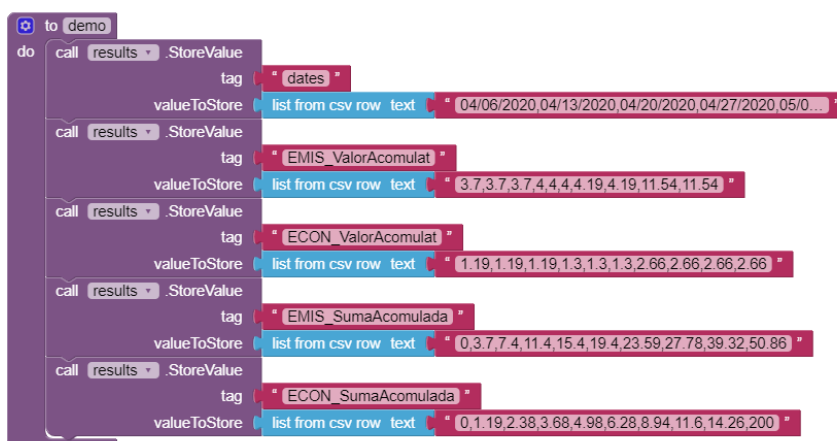 to demo
do call results .StoreValue
tag " dates "
valueToStore list from csv row text " 04/06/2020,04/13/2020,04/20/2020,04/27/2020,05/0... "
call results .StoreValue
tag " EMIS_ValorAcomulat "
valueToStore list from csv row text " 3.7,3.7,3.7,4,4,4,4.19,4.19,11.54,11.54 "
call results .StoreValue
tag " ECON_ValorAcomulat "
valueToStore list from csv row text " 1.19,1.19,1.19,1.3,1.3,1.3,2.66,2.66,2.66,2.66 "
call results .StoreValue
tag " EMIS_SumaAcomulada "
valueToStore list from csv row text " 0,3.7,7.4,11.4,15.4,19.4,23.59,27.78,39.32,50.86 "
call results .StoreValue
tag " ECON_SumaAcomulada "
valueToStore list from csv row text " 0,1.19,2.38,3.68,4.98,6.28,8.94,11.6,14.26,200 "